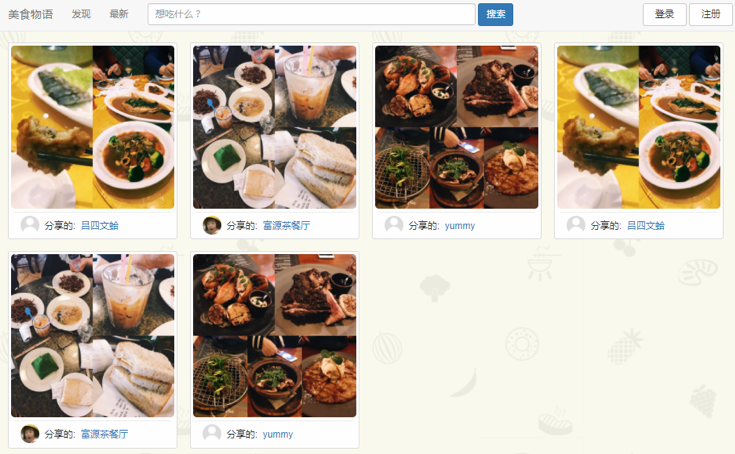 美食物语 发现 最新 想吃什么？ 搜索 登录 注册
分享的: 吕四文蛤 分享的: 富源茶餐厅 分享的: yummy 分享的: 吕四文蛤
分享的: 富源茶餐厅 分享的: yummy